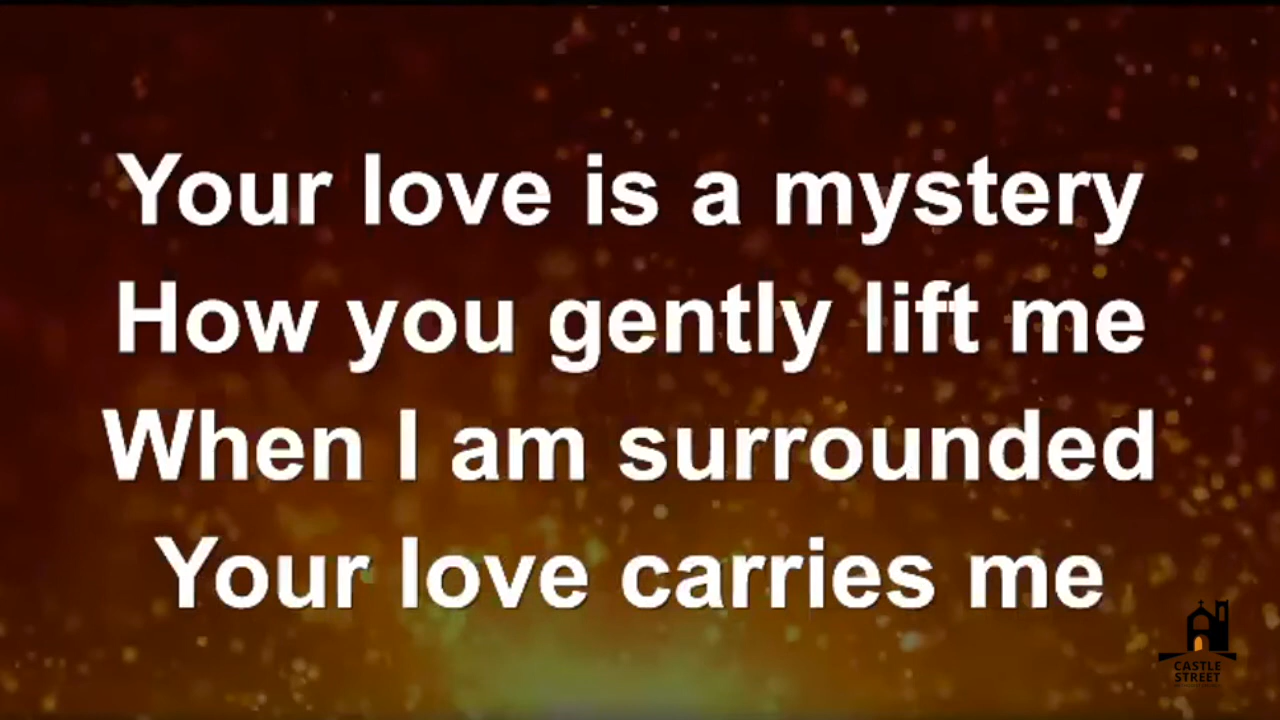 Your love is a mystery
How you gently lift me
When I am surrounded
Your love carries me
CASTLE
STREET